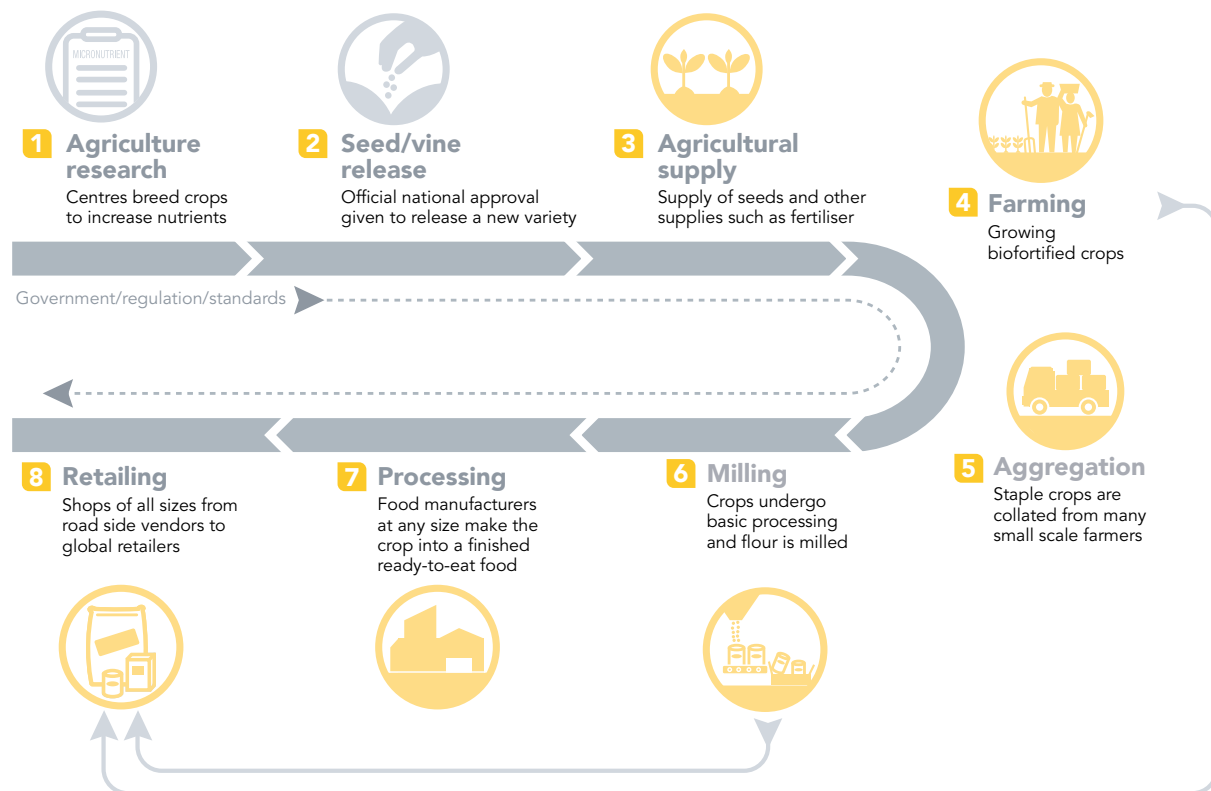 MICRONUTRIENT
1 Agriculture
research
Centres breed crops
to increase nutrients
2 Seed/vine
release
Official national approval
given to release a new variety
3 Agricultural
supply
Supply of seeds and other
supplies such as fertiliser
4 Farming
Growing
biofortified crops
Government/regulation/standards
5 Aggregation
Staple crops are
collated from many
small scale farmers
6 Milling
Crops undergo
basic processing
and flour is milled
7 Processing
Food manufacturers
at any size make the
crop into a finished
ready-to-eat food
8 Retailing
Shops of all sizes from
road side vendors to
global retailers